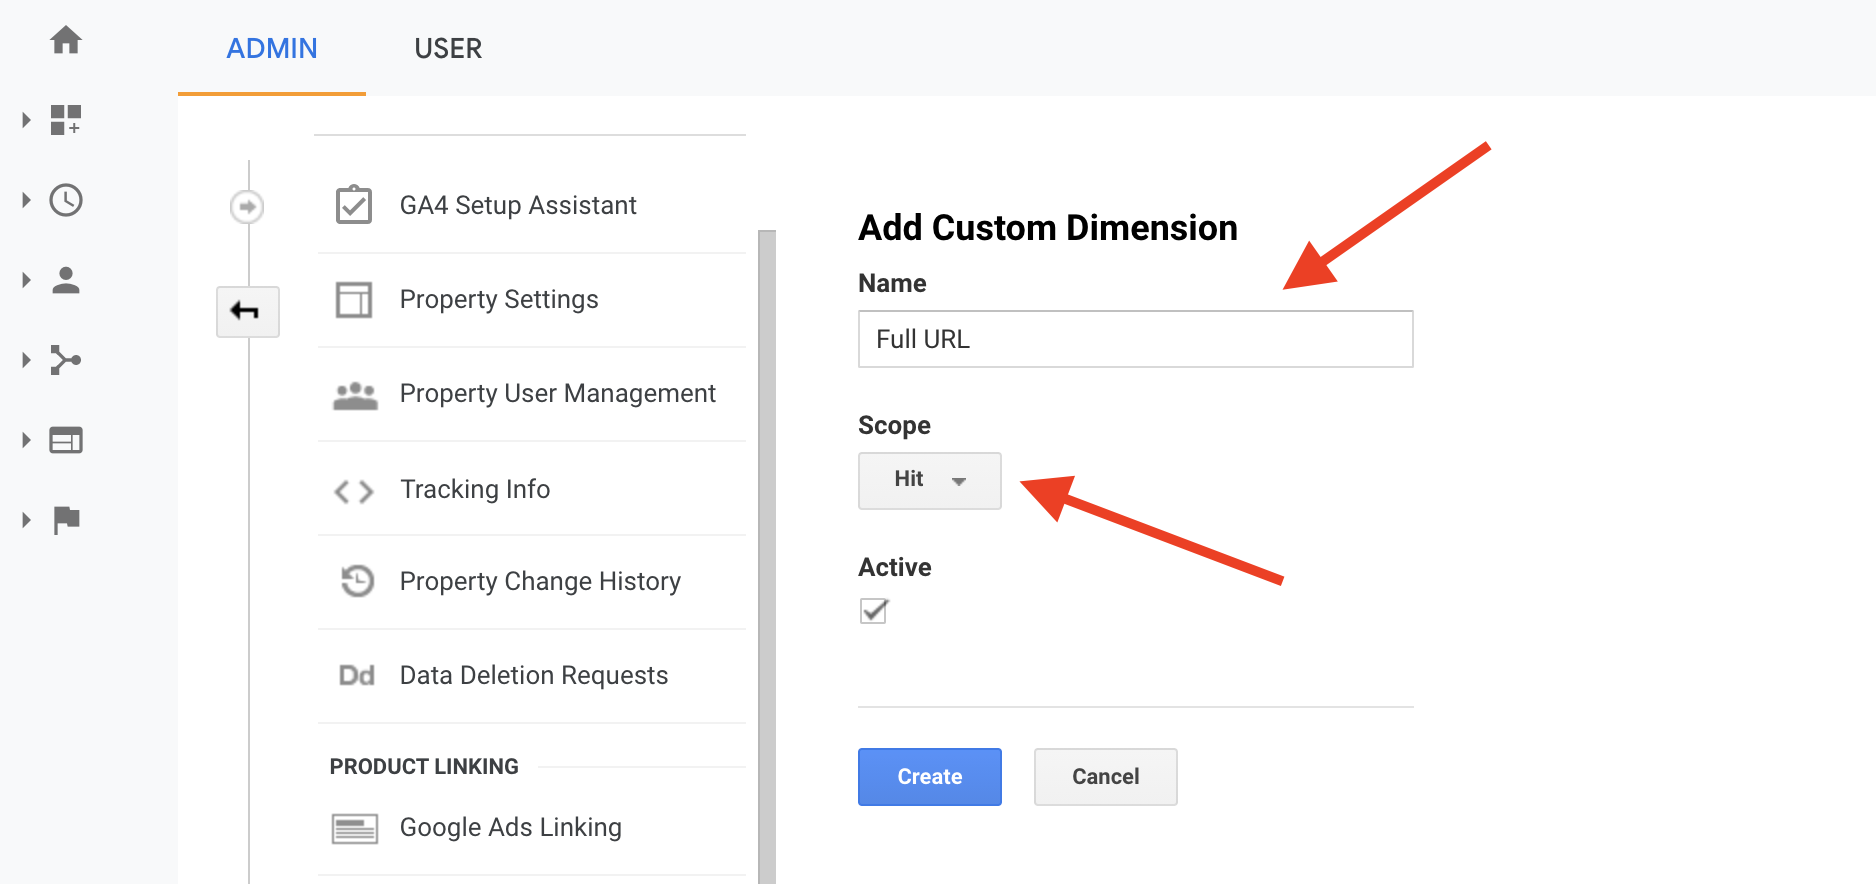 ADMIN
USER
GA4 Setup Assistant
Property Settings
Property User Management
Tracking Info
Property Change History
Dd Data Deletion Requests
PRODUCT LINKING
Google Ads Linking
Add Custom Dimension
Name
Full URL
Scope
Hit
Active
Create
Cancel